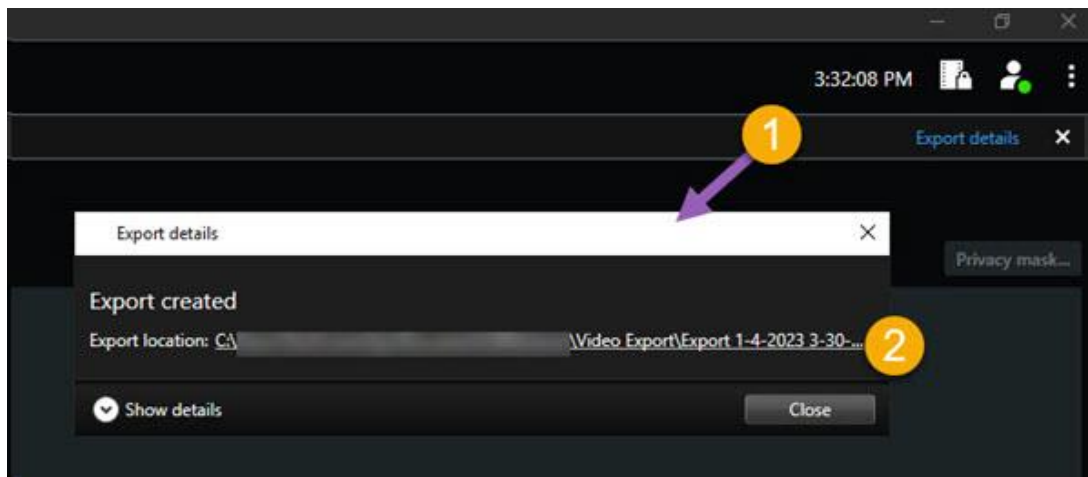 3:32:08 PM
1
Export details
Export details
Privacy mask...
Export created
Export location: C:\ \Video Export\Export 1-4-2023 3-30-...
2
Show details
Close